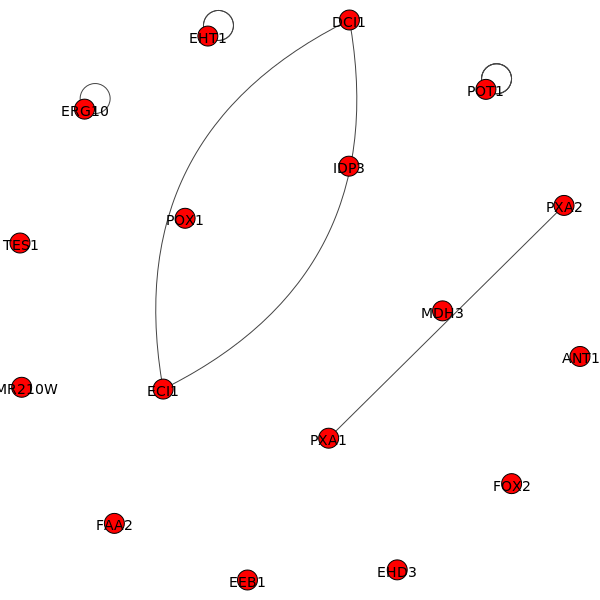 DCI1
EHT1
POT1
ERG10
IDP3
PXA2
POX1
TES1
MDH3
ANT1
MR210W
ECI1
PXA1
FOX2
FAA2
EHD3
EEB1